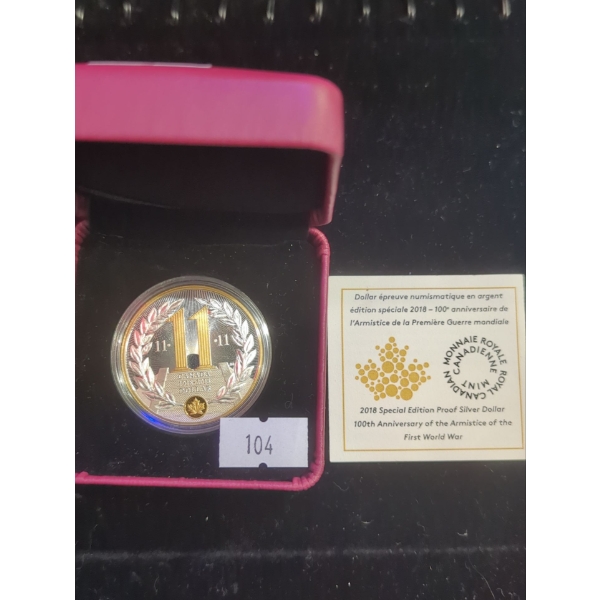 11
11-
-11
104
Dollar épreuve numismatique en argent
édition spéciale 2018 – 100e anniversaire de
l'Armistice de la Première Guerre mondiale
MONNAIE ROYALE CANADIENNE
ROYAL CANADIAN MINT
2018 Special Edition Proof Silver Dollar
100th Anniversary of the Armistice of the
First World War